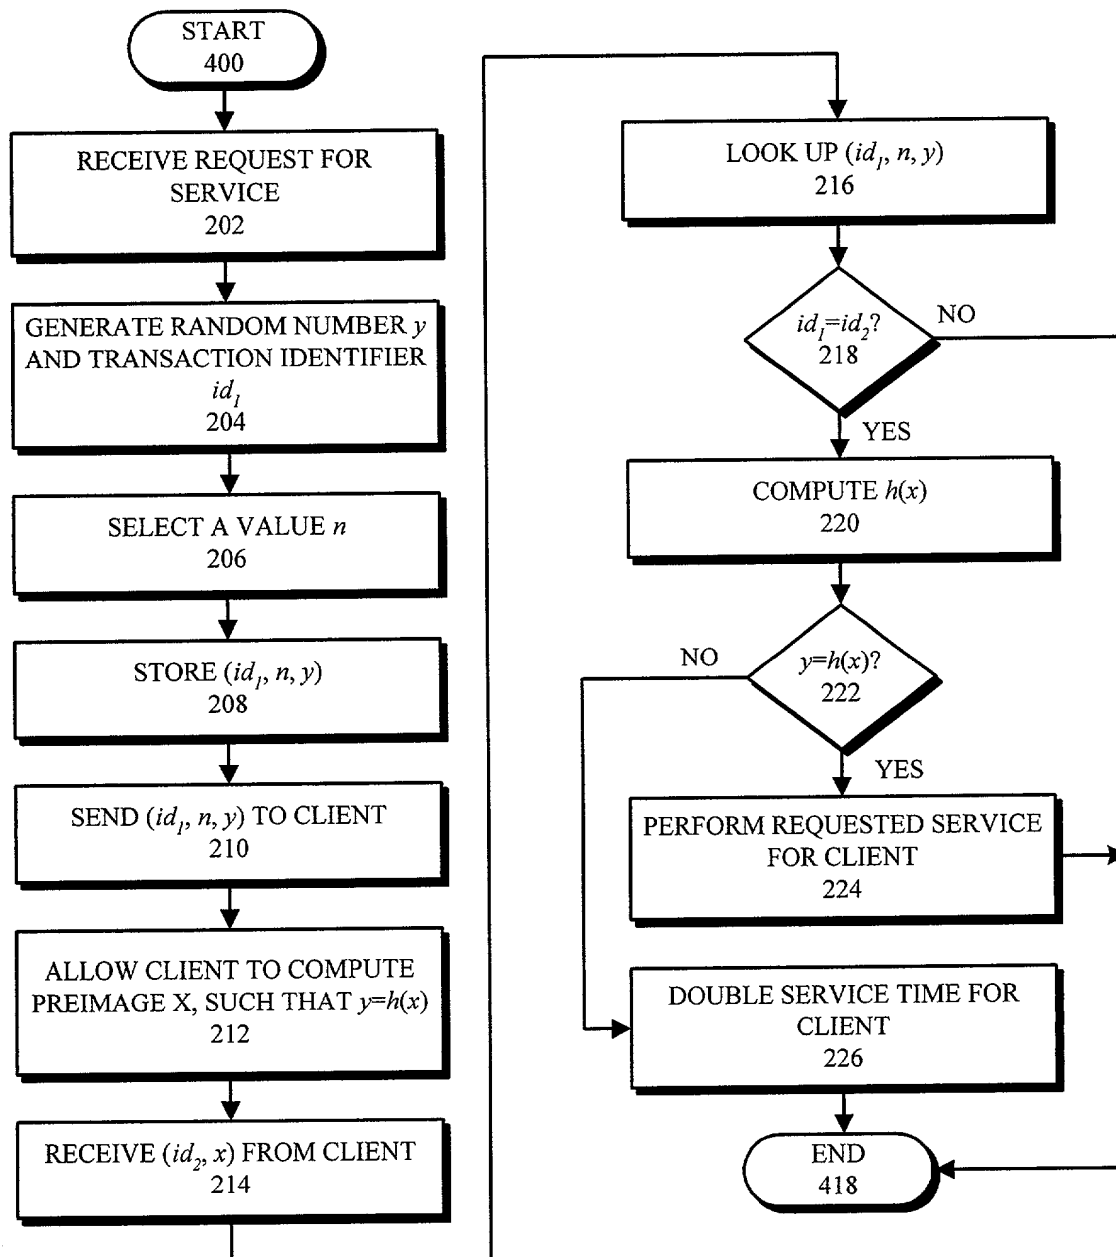 START
400
RECEIVE REQUEST FOR
SERVICE
202
GENERATE RANDOM NUMBER y
AND TRANSACTION IDENTIFIER
id₁
204
SELECT A VALUE n
206
STORE (id₁, n, y)
208
SEND (id₁, n, y) TO CLIENT
210
ALLOW CLIENT TO COMPUTE
PREIMAGE X, SUCH THAT y=h(x)
212
RECEIVE (id₂, x) FROM CLIENT
214
LOOK UP (id₁, n, y)
216
id₁=id₂?
218
NO
YES
COMPUTE h(x)
220
y=h(x)?
222
NO
YES
PERFORM REQUESTED SERVICE
FOR CLIENT
224
DOUBLE SERVICE TIME FOR
CLIENT
226
END
418